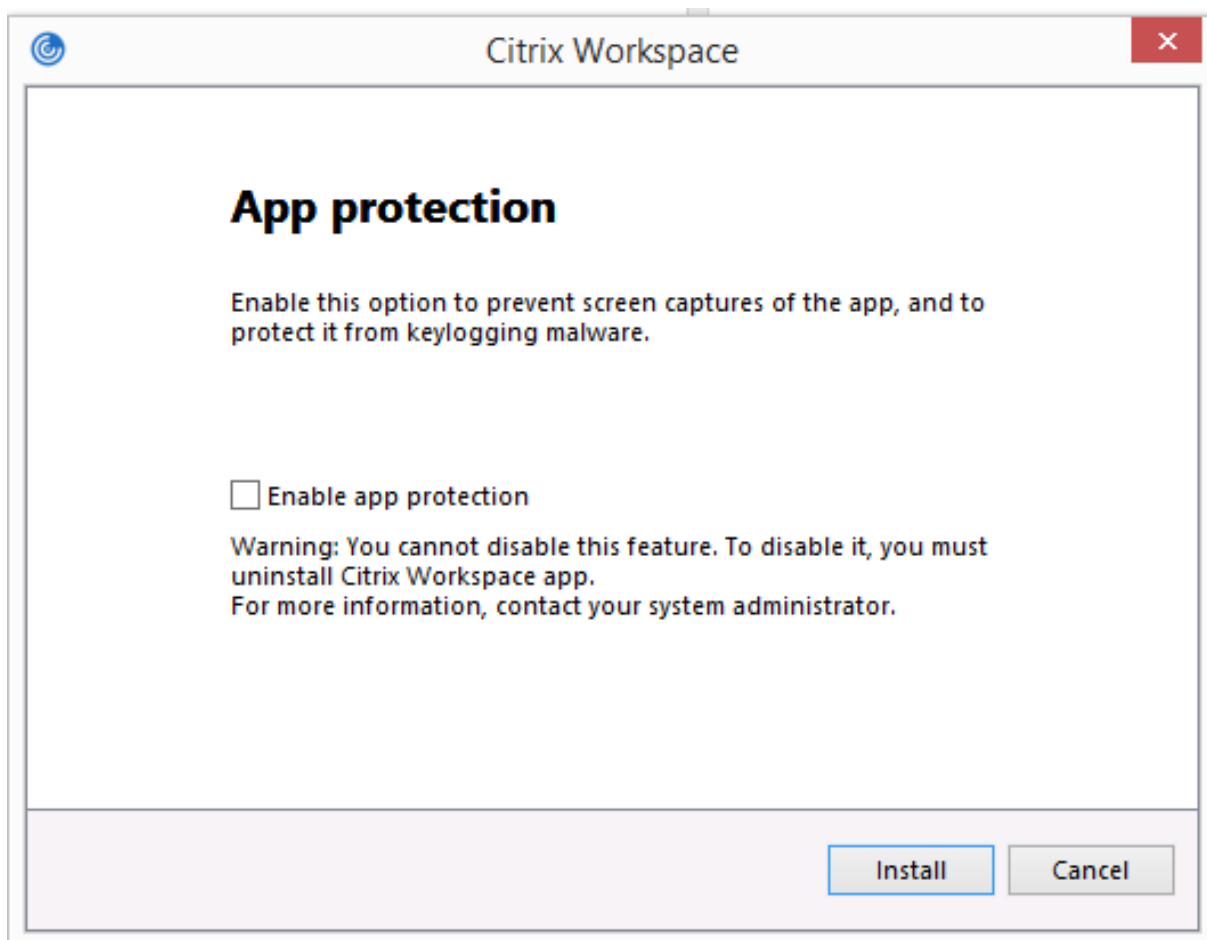 Citrix Workspace
App protection
Enable this option to prevent screen captures of the app, and to
protect it from keylogging malware.
Enable app protection
Warning: You cannot disable this feature. To disable it, you must
uninstall Citrix Workspace app.
For more information, contact your system administrator.
Install Cancel